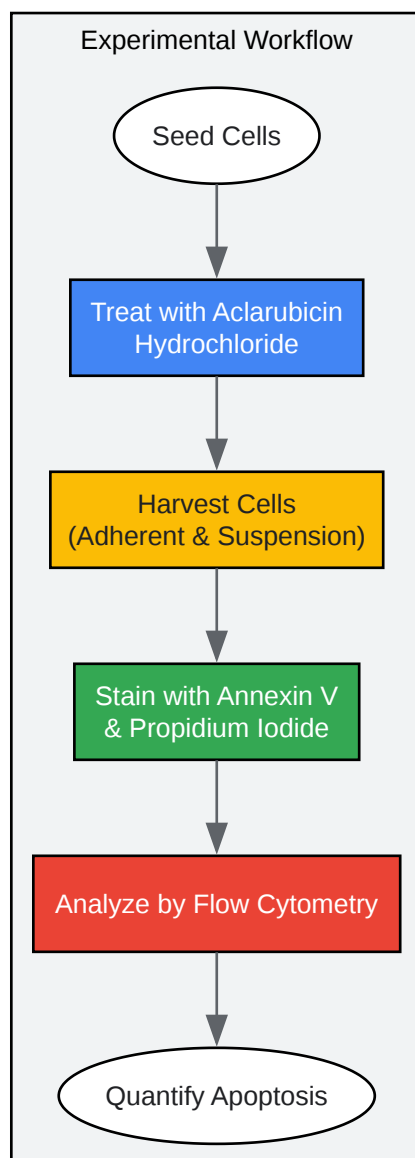 Experimental Workflow
Seed Cells
Treat with Aclarubicin
Hydrochloride
Harvest Cells
(Adherent & Suspension)
Stain with Annexin V
& Propidium Iodide
Analyze by Flow Cytometry
Quantify Apoptosis